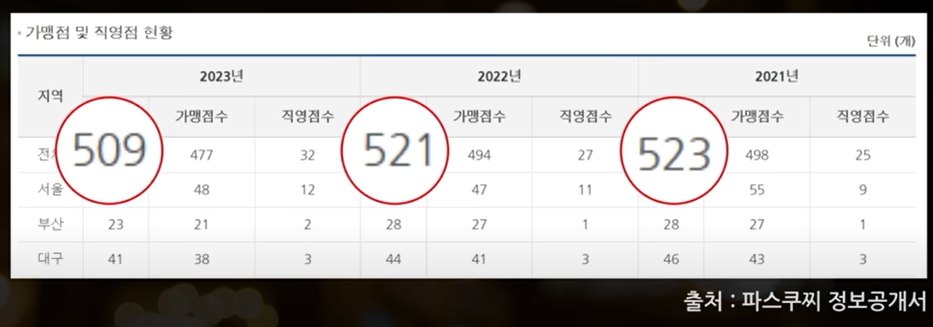 • 가맹점 및 직영점 현황
단위 (개)
지역 2023년 2022년 2021년
가맹점수 직영점수 가맹점수 직영점수 가맹점수 직영점수
509 477 32 521 494 27 523 498 25
서울 48 12 47 11 55 9
부산 23 21 2 28 27 1 28 27 1
대구 41 38 3 44 41 3 46 43 3
출처 : 파스쿠찌 정보공개서